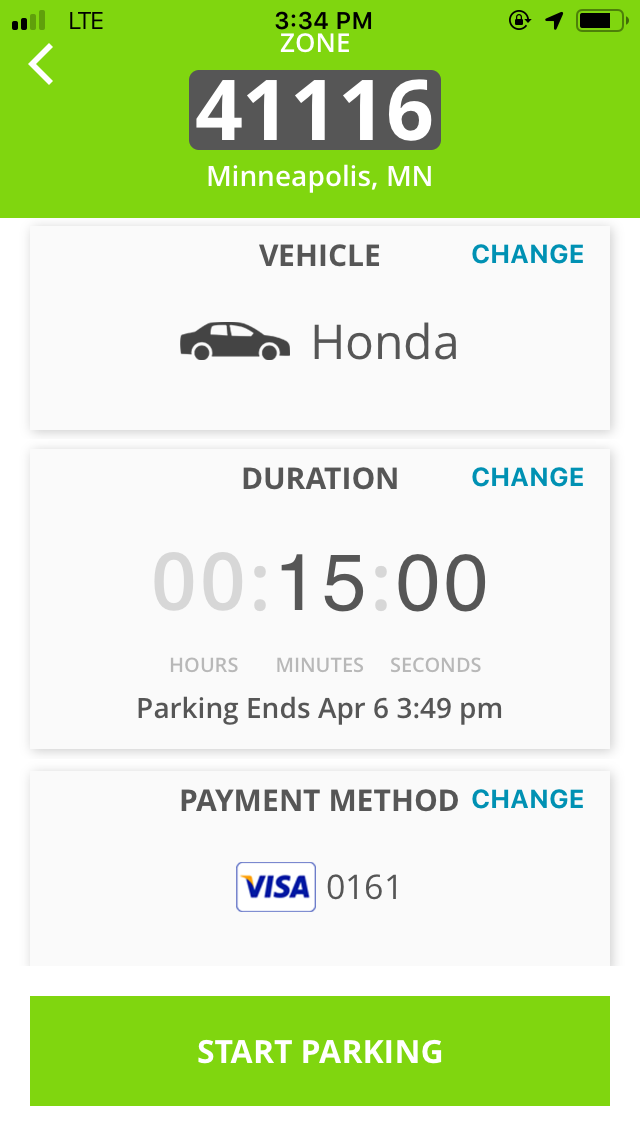 LTE 3:34 PM
ZONE
41116
Minneapolis, MN
VEHICLE CHANGE
Honda
DURATION CHANGE
00:15:00
HOURS MINUTES SECONDS
Parking Ends Apr 6 3:49 pm
PAYMENT METHOD CHANGE
VISA 0161
START PARKING